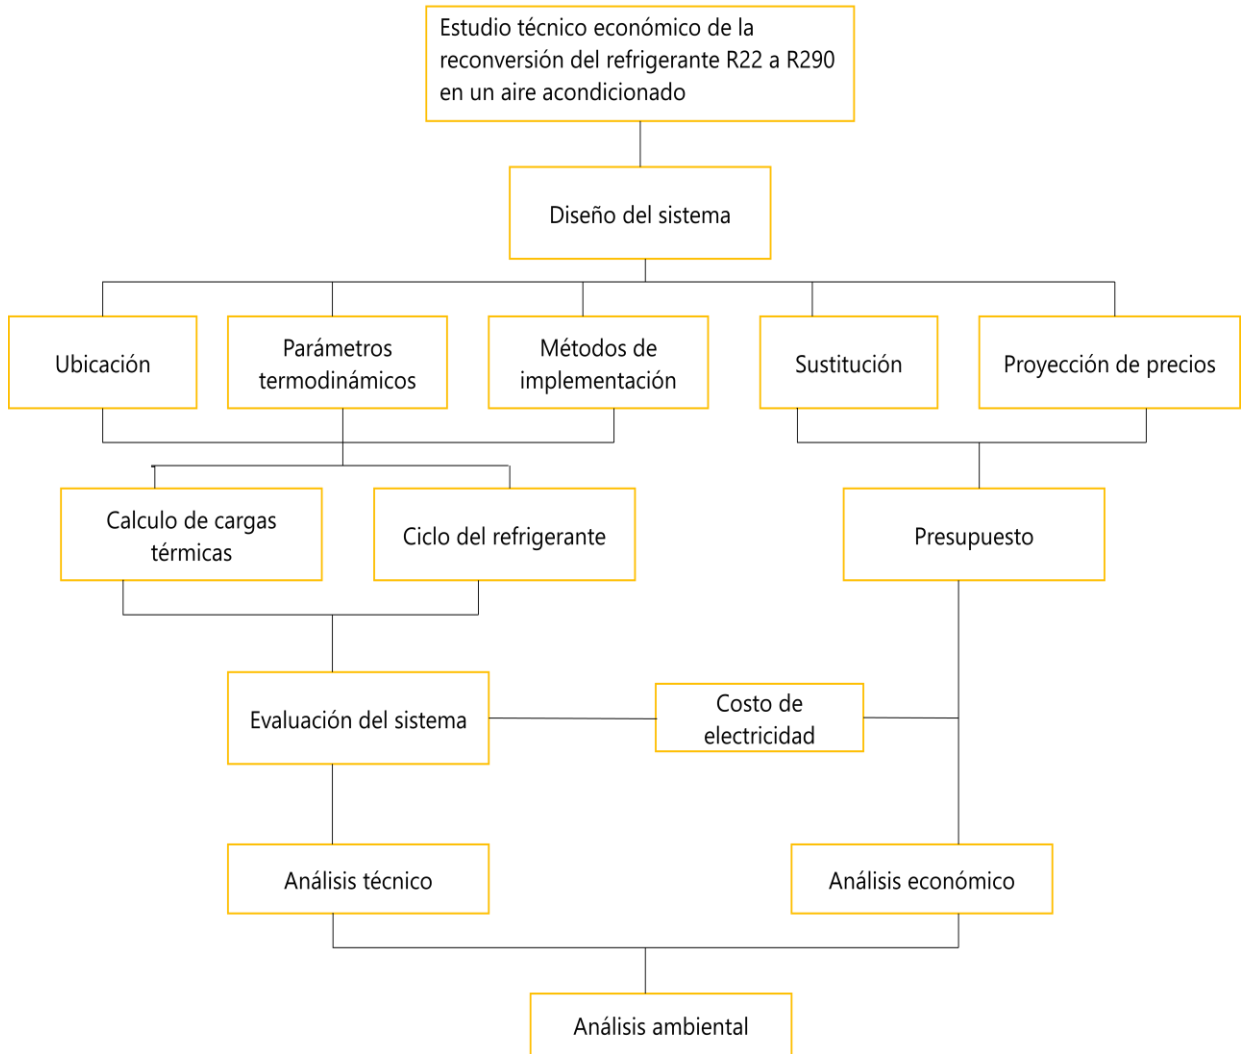 Estudio técnico económico de la
reconversión del refrigerante R22 a R290
en un aire acondicionado
Diseño del sistema
Ubicación
Parámetros
termodinámicos
Métodos de
implementación
Sustitución
Proyección de precios
Calculo de cargas
térmicas
Ciclo del refrigerante
Presupuesto
Evaluación del sistema
Costo de
electricidad
Análisis técnico
Análisis económico
Análisis ambiental